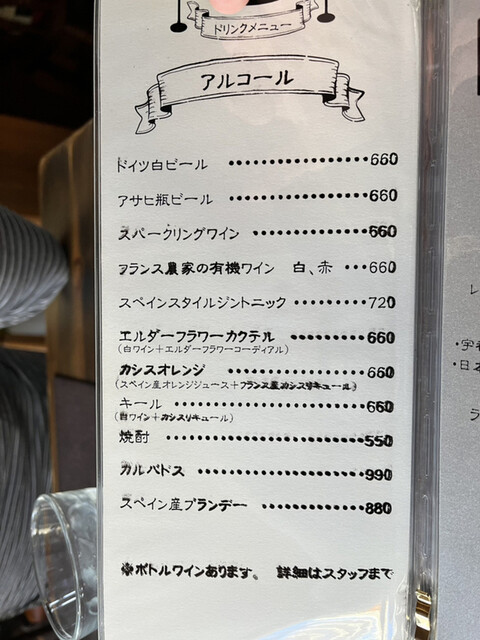 ドリンクメニュー
アルコール
ドイツ白ビール ・・・・・・・・・・・・・・・・660
アサヒ瓶ビール ・・・・・・・・・・・・・・・・660
スパークリングワイン ・・・・・・・・・・・・・660
フランス農家の有機ワイン 白、赤 ・・・660
スペインスタイルジントニック ・・・・・・・・・720
エルダーフラワーカクテル ・・・・・・・・・660
(白ワイン+エルダーフラワーコーディアル)
カシスオレンジ ・・・・・・・・・・・・・・660
(スペイン産オレンジジュース+フランス産カシスリキュール)
キール ・・・・・・・・・・・・・・・・・・・・・660
(白ワイン+カシスリキュール)
焼酎 ・・・・・・・・・・・・・・・・・・・・・・・550
カルバドス ・・・・・・・・・・・・・・・・・・・990
スペイン産ブランデー ・・・・・・・・・・・・・880
※ボトルワインあります。 詳細はスタッフまで
レ
・宇
・日本
ラ